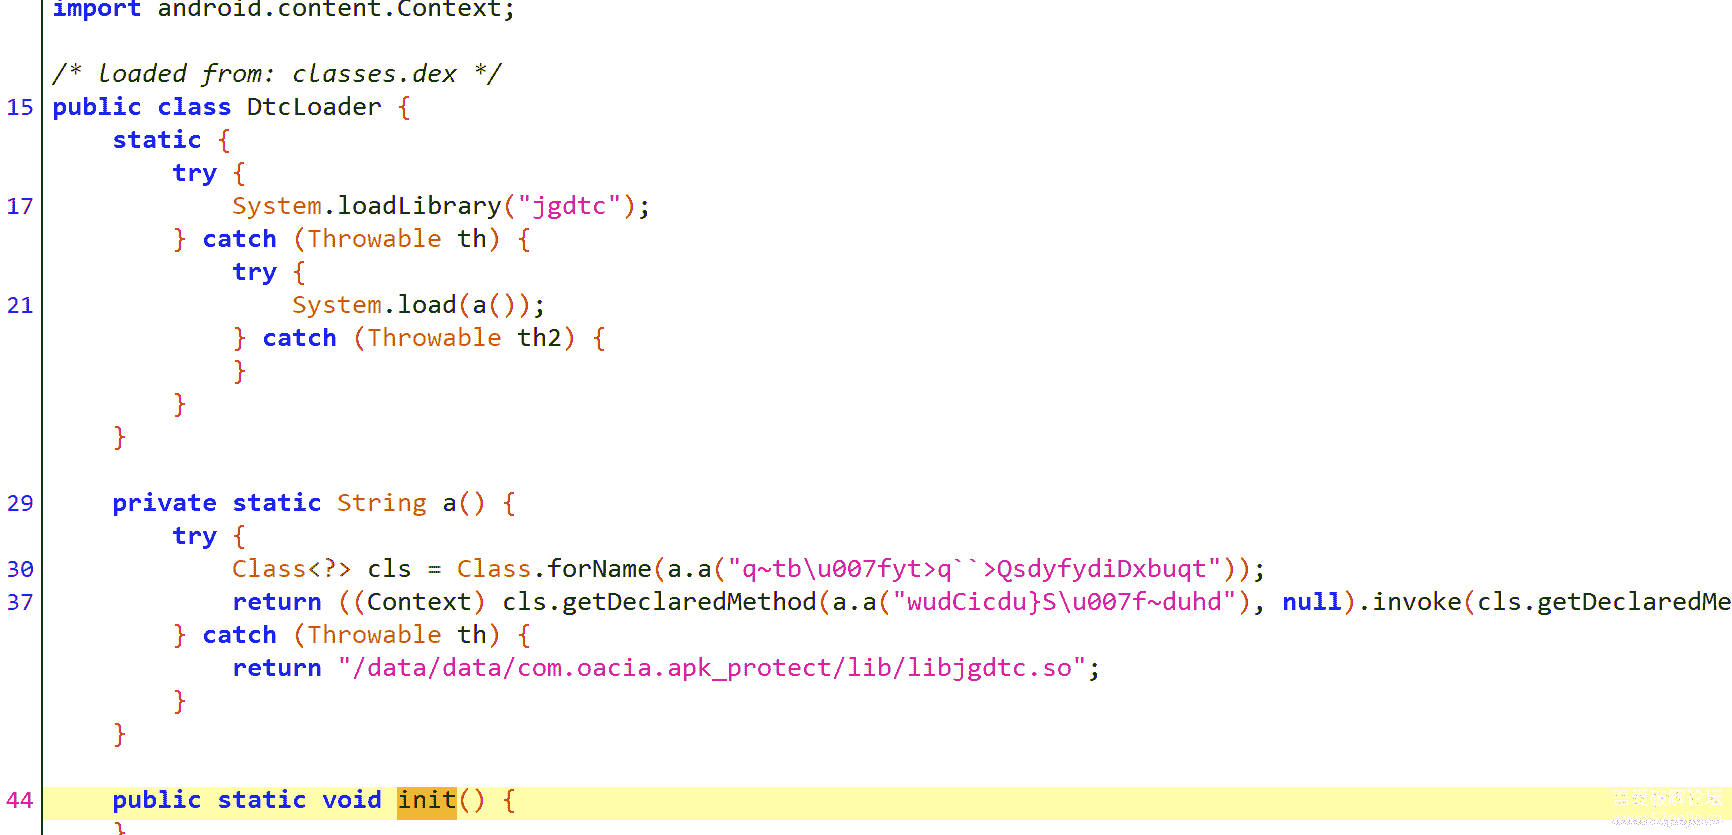 import android.content.Context;
/* loaded from: classes.dex */
15 public class DtcLoader {
static {
try {
17 System.loadLibrary("jgdtc");
} catch (Throwable th) {
try {
21 System.load(a());
} catch (Throwable th2) {
}
}
}
29 private static String a() {
try {
30 Class<?> cls = Class.forName(a.a("q~tb\u007fyt>q``>QsdyfydiDxbuqt"));
37 return ((Context) cls.getDeclaredMethod(a.a("wudCicdu}S\u007f~duhd"), null).invoke(cls.getDeclaredMe
} catch (Throwable th) {
return "/data/data/com.oacia.apk_protect/lib/libjgdtc.so";
}
}
44 public static void init() {
}